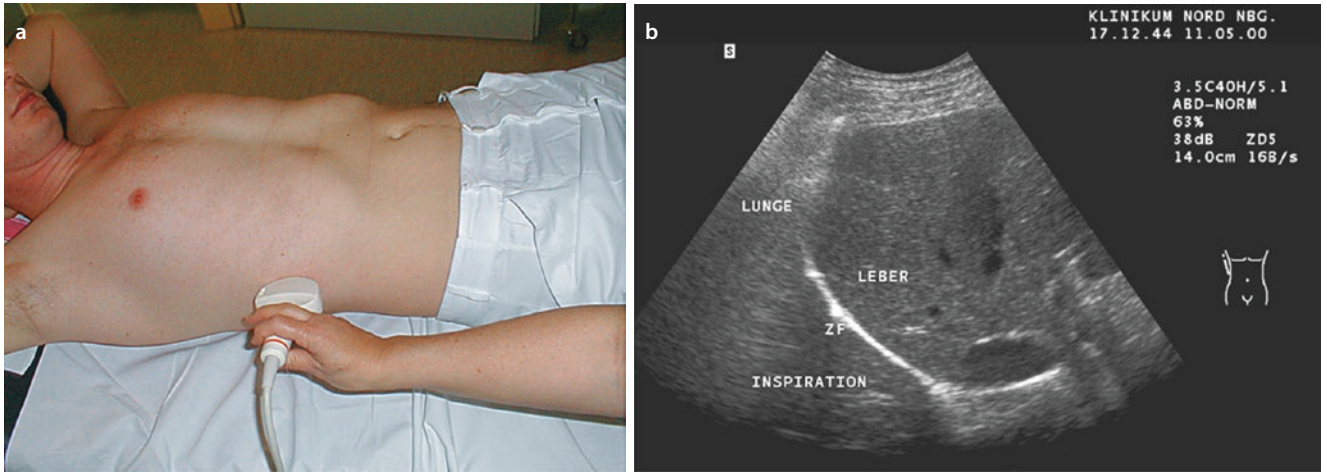 a
b
S
KLINIKUM NORD NBG.
17.12.44 11.05.00
3.5C40H/5.1
ABD-NORM
63%
38dB ZD5
14.0cm 16B/s
LUNGE
LEBER
ZF
INSPIRATION